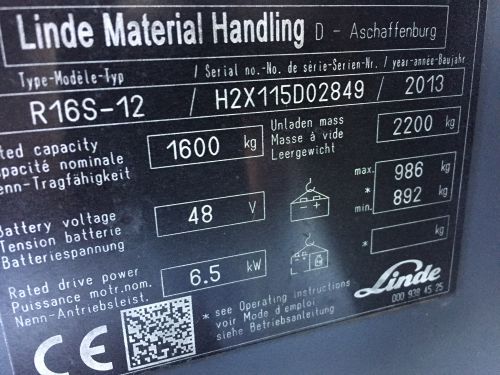 Linde Material Handling D - Aschaffenburg
Type-Modèle-Typ / Serial no.-No. de série-Serien-Nr. / year-année-Baujahr
R16S-12 / H2X115D02849 / 2013
ted capacity 1600 kg Unladen mass 2200 kg
pacité nominale Masse à vide
enn-Tragfähigkeit Leergewicht
max. 986 kg
*
min. 892 kg
Battery voltage 48 V
Tension batterie
Batteriespannung
* kg
Rated drive power 6.5 kW
Puissance motr.nom.
Nenn-Antriebsleist.
Linde
000 938 45 25
* see Operating instructions
voir Mode d'emploi
siehe Betriebsanleitung
CE